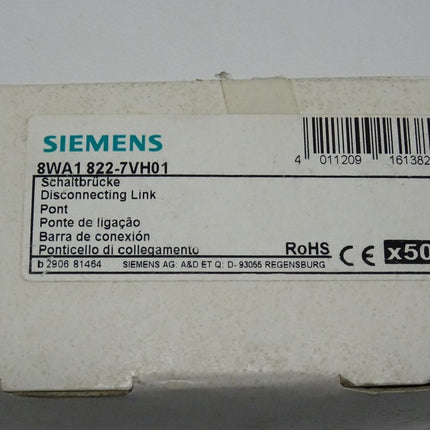 SIEMENS
8WA1 822-7VH01
Schaltbrücke
Disconnecting Link
Pont
Ponte de ligação
Barra de conexión
Ponticello di collegamento
4 011209 161382
RoHS CE x50
b 2906 81464 SIEMENS AG: A&D ET Q: D-93055 REGENSBURG